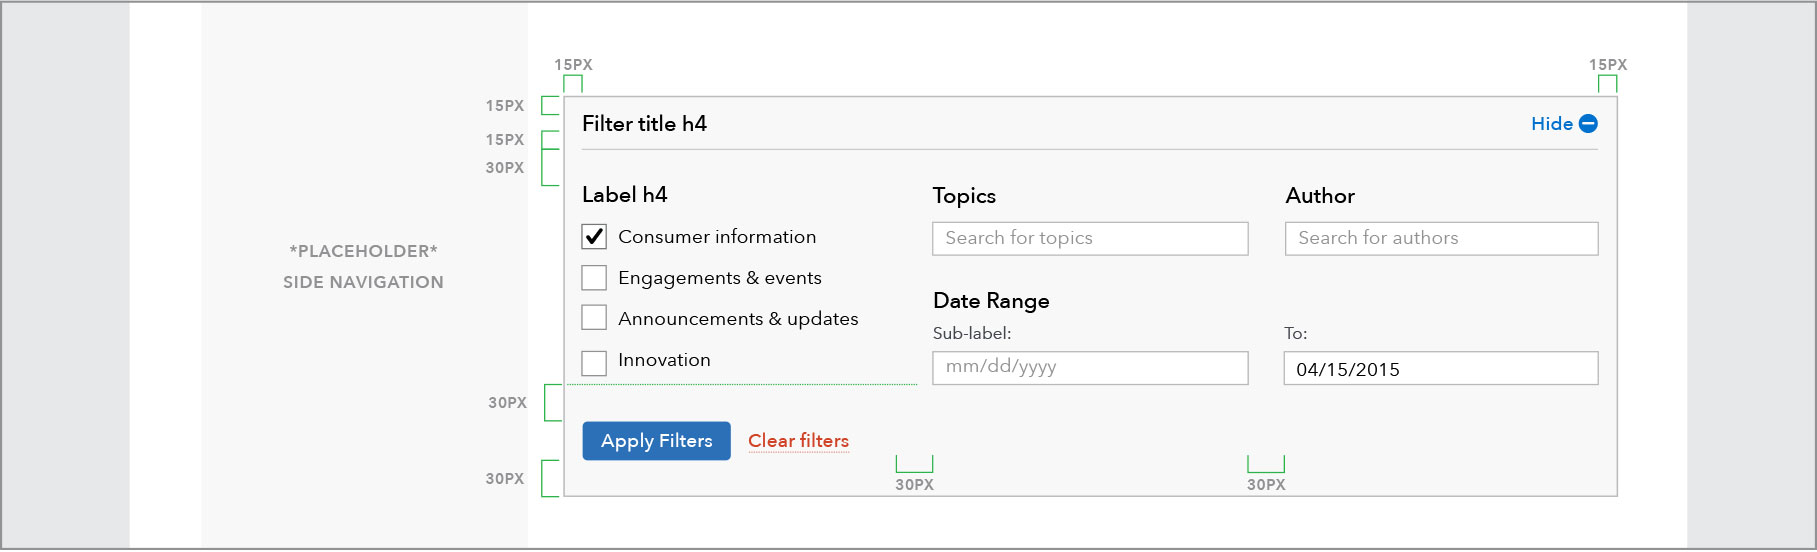 15PX
15PX
15PX
Filter title h4
Hide
15PX
30PX
Label h4
Topics
Author
Consumer information
Search for topics
Search for authors
*PLACEHOLDER*
SIDE NAVIGATION
Engagements & events
Date Range
Announcements & updates
Sub-label:
To:
Innovation
mm/dd/yyyy
04/15/2015
30PX
Apply Filters
Clear filters
30PX
30PX
30PX